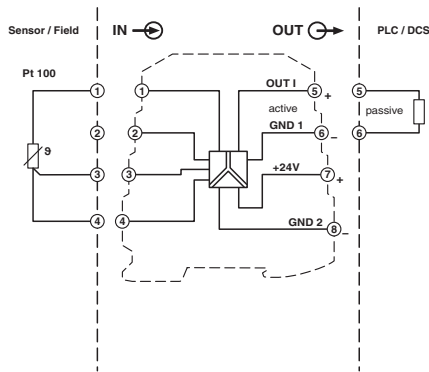 Sensor / Field
IN
OUT
PLC / DCS
Pt 100
1
1
OUT I
5
+
5
active
passive
2
2
GND 1
6
–
6
ϑ
3
3
+24V
7
+
4
4
GND 2
8
–